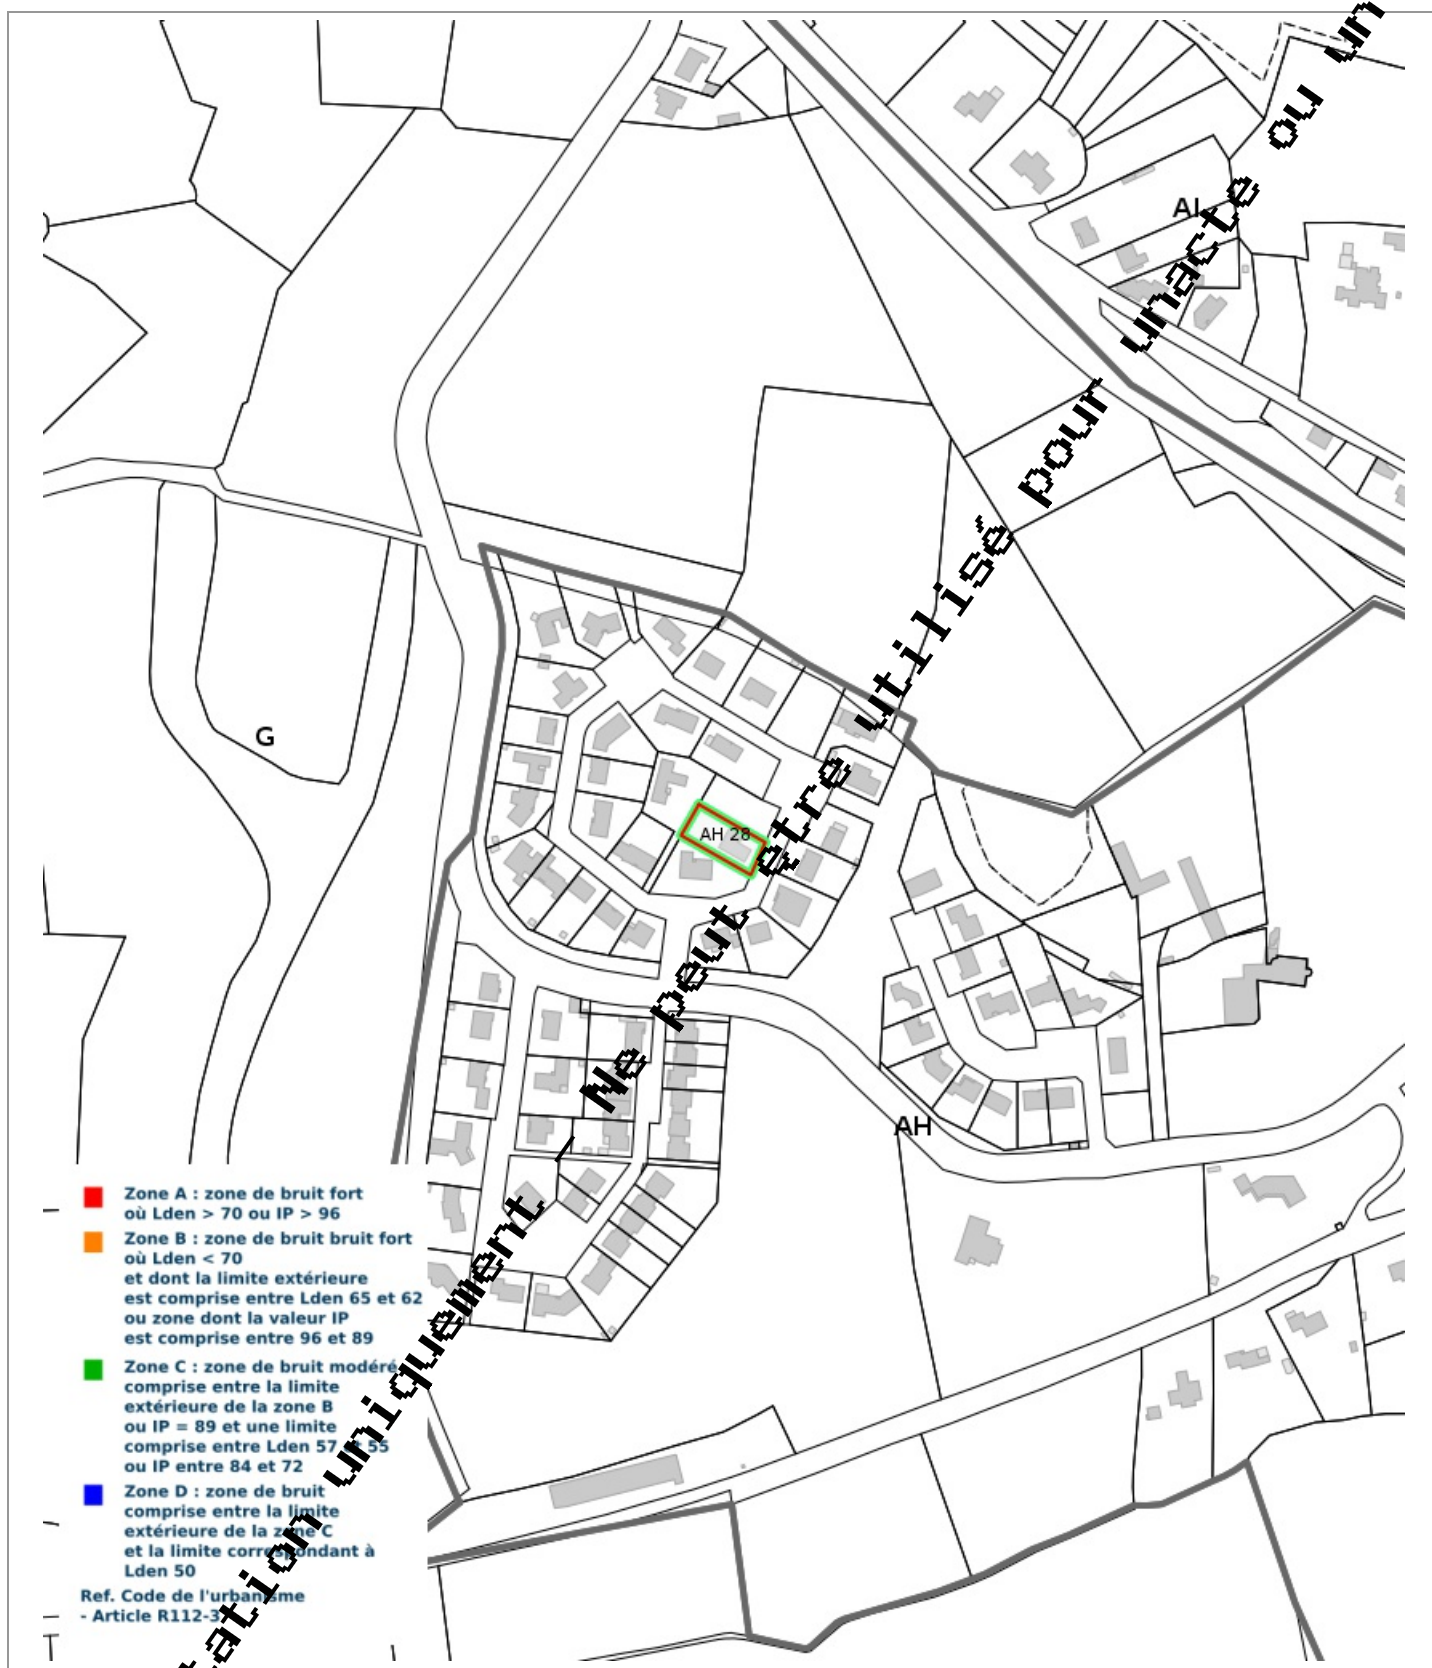 AI
G
AH 28
AH
Zone A : zone de bruit fort
où Lden > 70 ou IP > 96
Zone B : zone de bruit bruit fort
où Lden < 70
et dont la limite extérieure
est comprise entre Lden 65 et 62
ou zone dont la valeur IP
est comprise entre 96 et 89
Zone C : zone de bruit modéré
comprise entre la limite
extérieure de la zone B
ou IP = 89 et une limite
comprise entre Lden 57 et 55
ou IP entre 84 et 72
Zone D : zone de bruit
comprise entre la limite
extérieure de la zone C
et la limite correspondant à
Lden 50
Ref. Code de l'urbanisme
- Article R112-3
tation uniquement / Ne peut etre utilisé pour unacte ou un